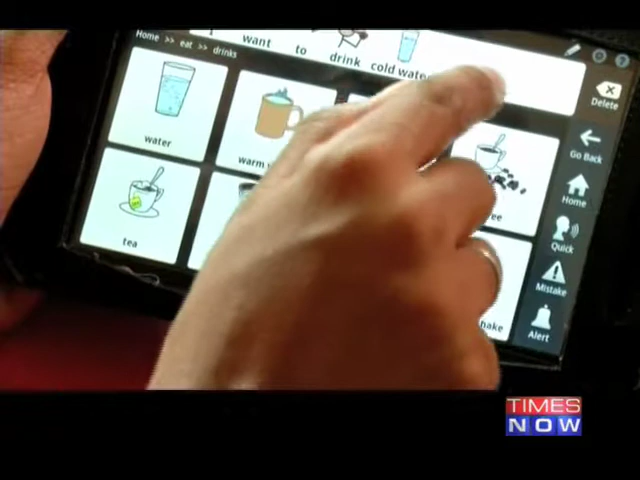 want to drink cold water
Home >> eat >> drinks
Delete
water
warm
Go Back
Home
tea
Quick
Mistake
Alert
TIMES
NOW